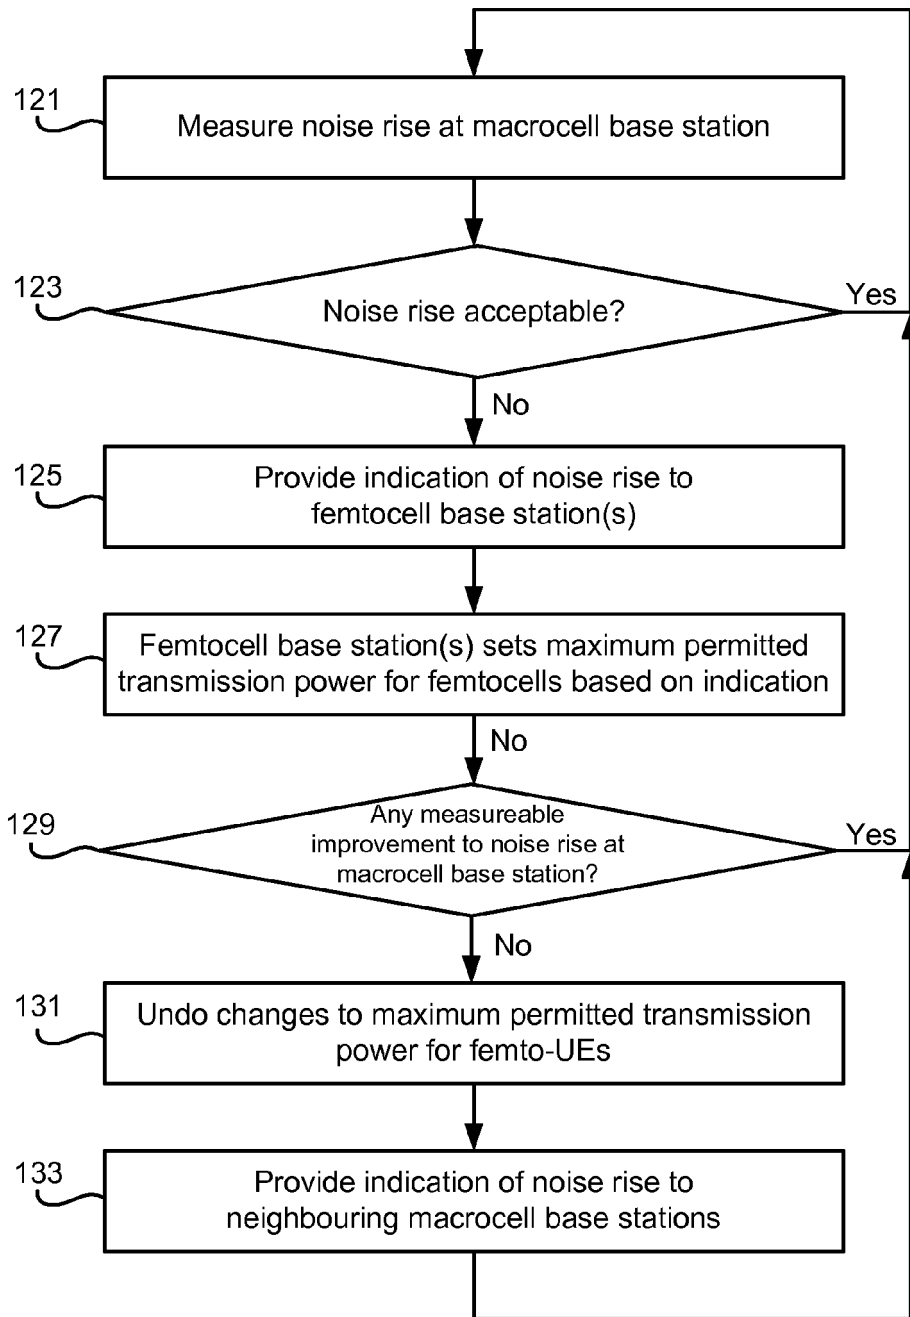 121
Measure noise rise at macrocell base station
123
Noise rise acceptable?
Yes
No
125
Provide indication of noise rise to
femtocell base station(s)
127
Femtocell base station(s) sets maximum permitted
transmission power for femtocells based on indication
No
129
Any measureable
improvement to noise rise at
macrocell base station?
Yes
No
131
Undo changes to maximum permitted transmission
power for femto-UEs
133
Provide indication of noise rise to
neighbouring macrocell base stations